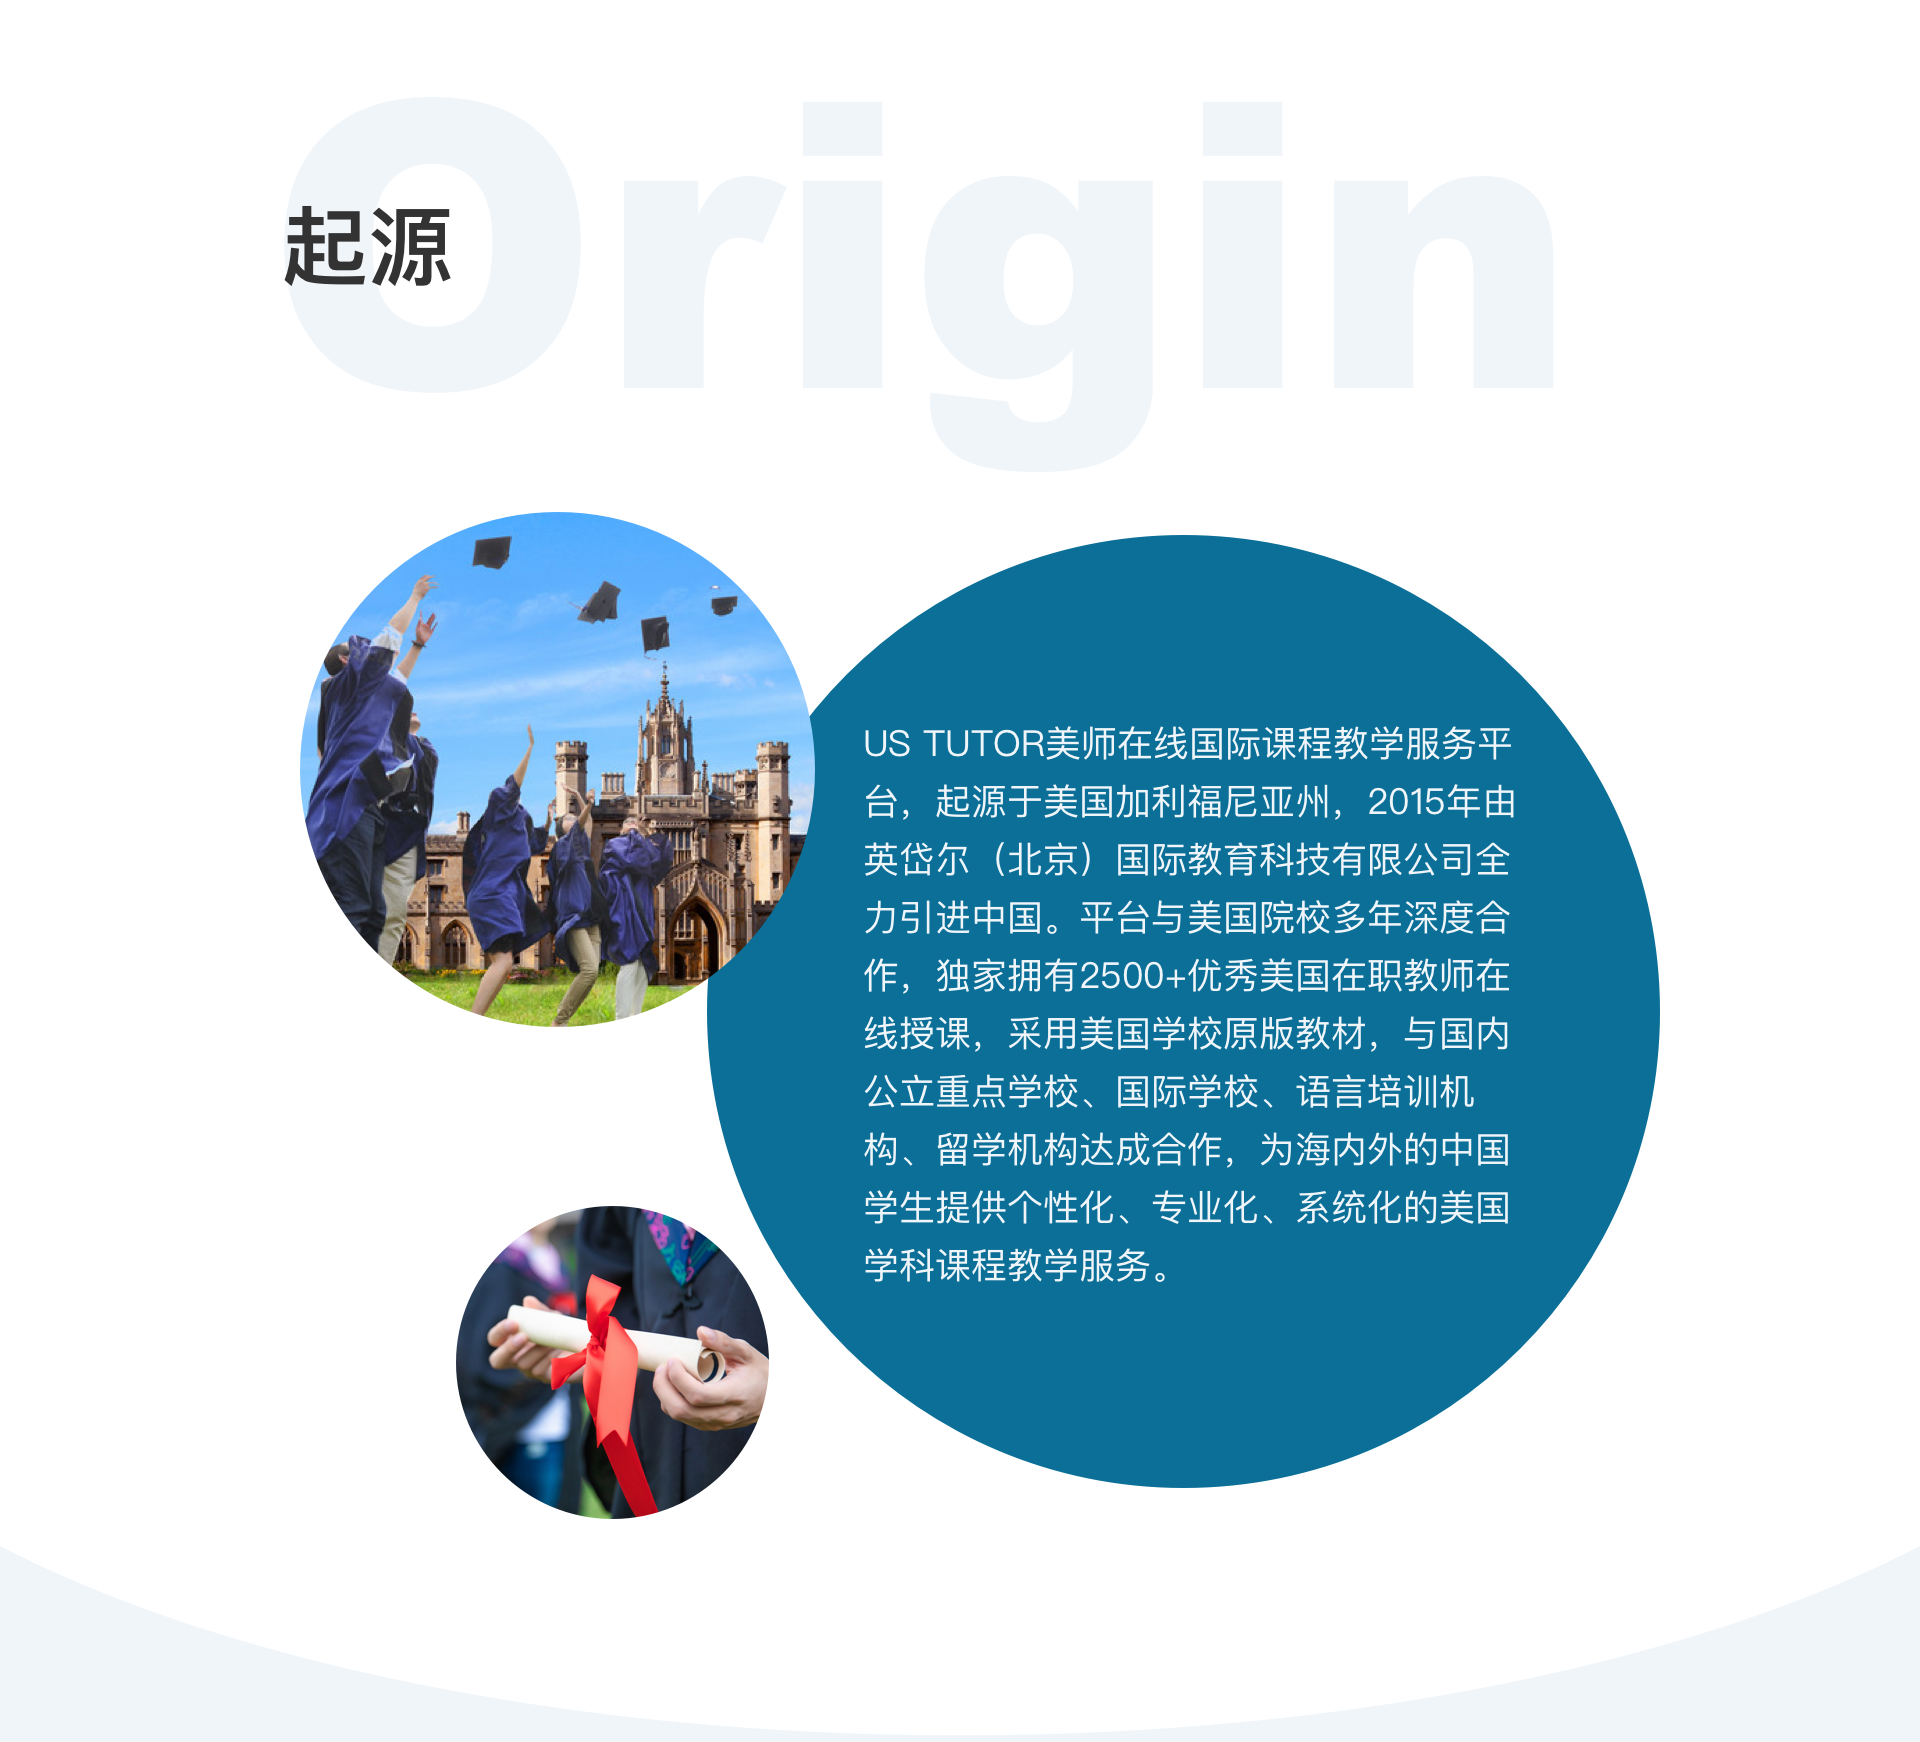 Origin
起源
US TUTOR美师在线国际课程教学服务平
台，起源于美国加利福尼亚州，2015年由
英岱尔（北京）国际教育科技有限公司全
力引进中国。平台与美国院校多年深度合
作，独家拥有2500+优秀美国在职教师在
线授课，采用美国学校原版教材，与国内
公立重点学校、国际学校、语言培训机
构、留学机构达成合作，为海内外的中国
学生提供个性化、专业化、系统化的美国
学科课程教学服务。